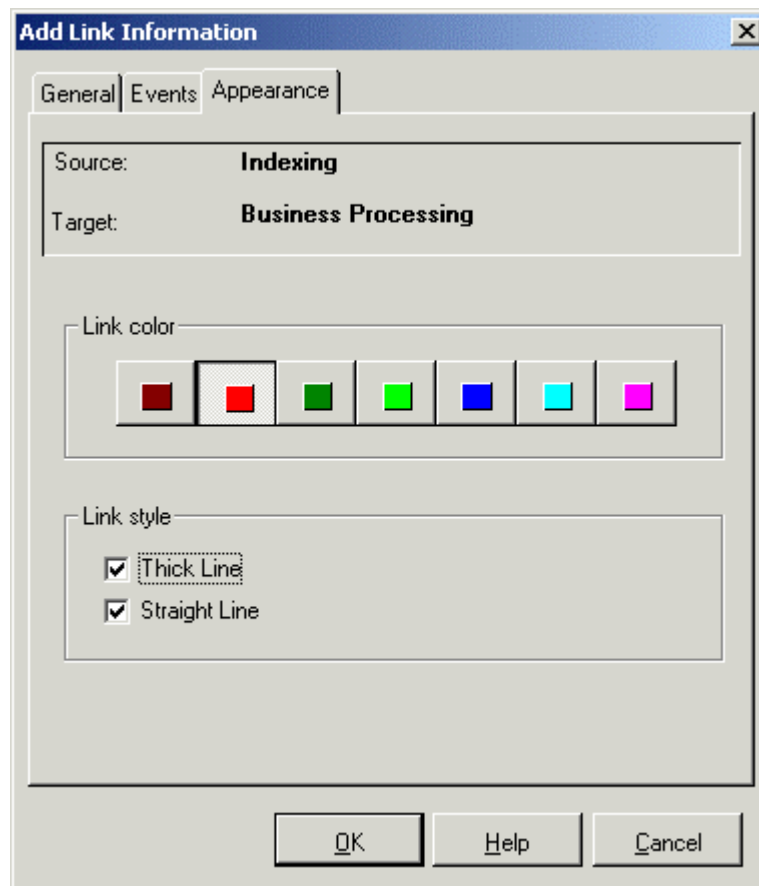 Add Link Information
General Events Appearance
Source: Indexing
Target: Business Processing
Link color
Link style
Thick Line
Straight Line
OK Help Cancel